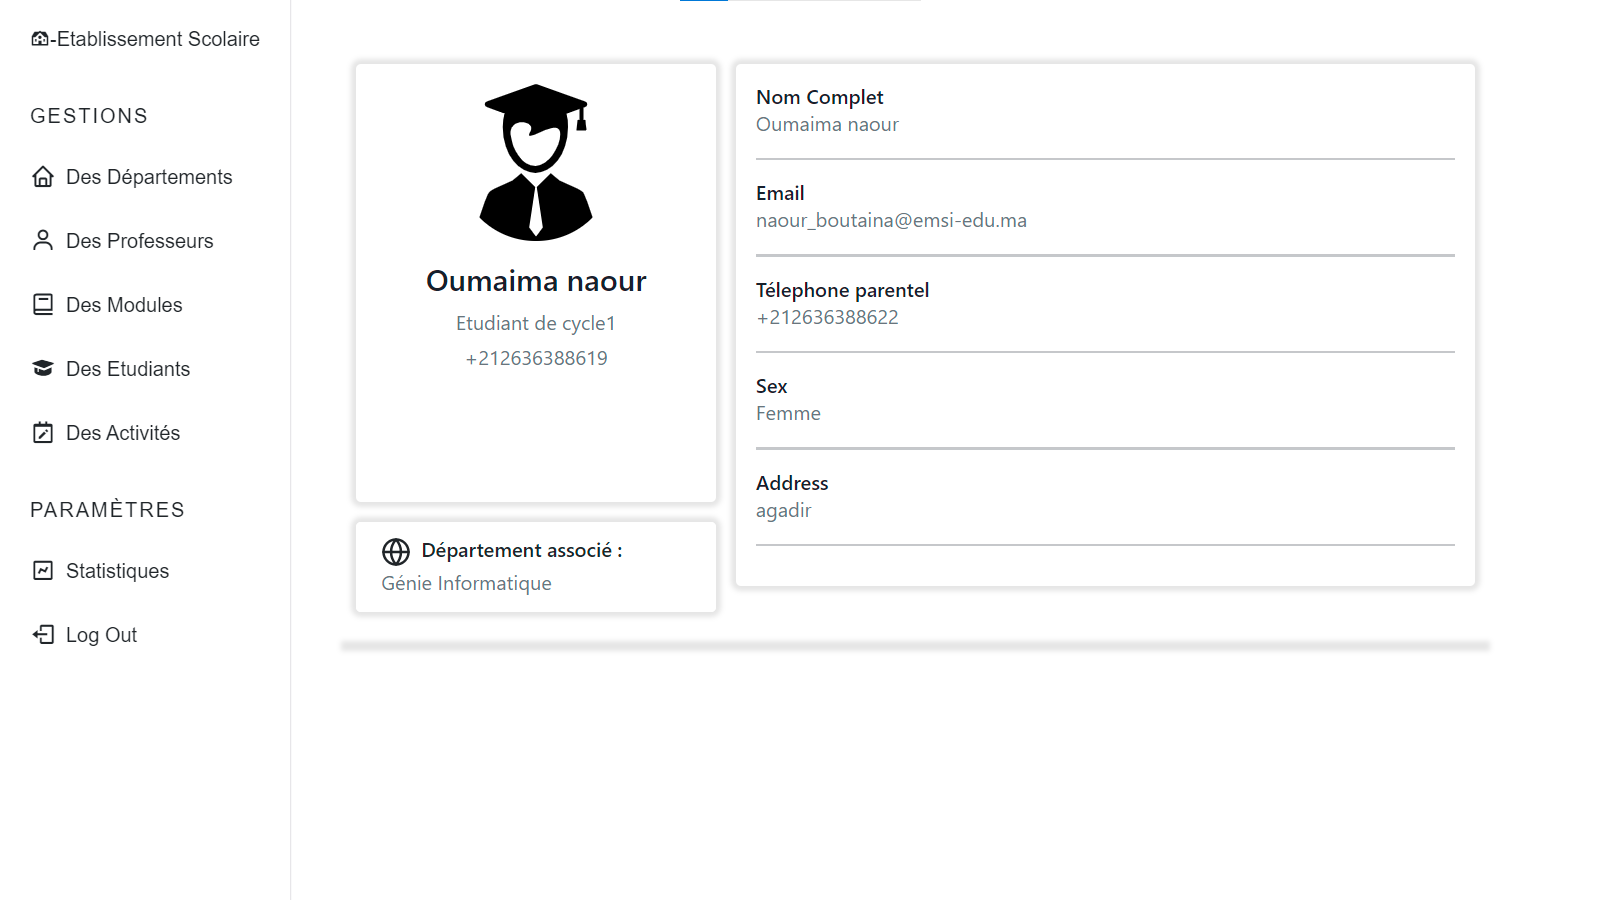 -Etablissement Scolaire
GESTIONS
Des Départements
Des Professeurs
Des Modules
Des Etudiants
Des Activités
PARAMÈTRES
Statistiques
Log Out
Oumaima naour
Etudiant de cycle1
+212636388619
Département associé :
Génie Informatique
Nom Complet
Oumaima naour
Email
naour_boutaina@emsi-edu.ma
Télephone parentel
+212636388622
Sex
Femme
Address
agadir